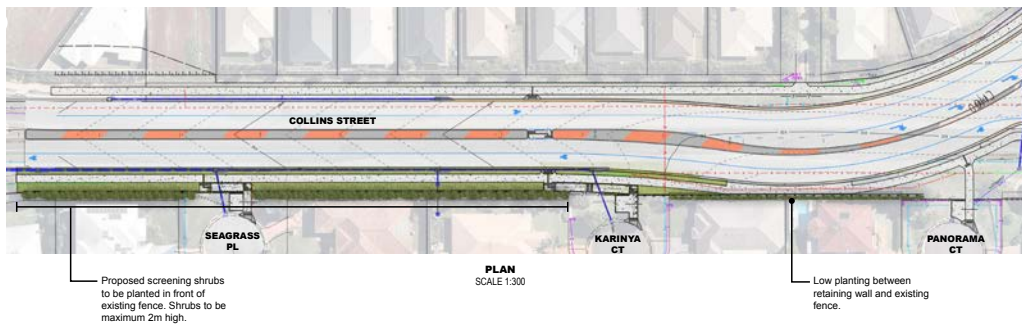 COLLINS STREET
SEAGRASS
PL
KARINYA
CT
PANORAMA
CT
PLAN
SCALE 1:300
Proposed screening shrubs
to be planted in front of
existing fence. Shrubs to be
maximum 2m high.
Low planting between
retaining wall and existing
fence.